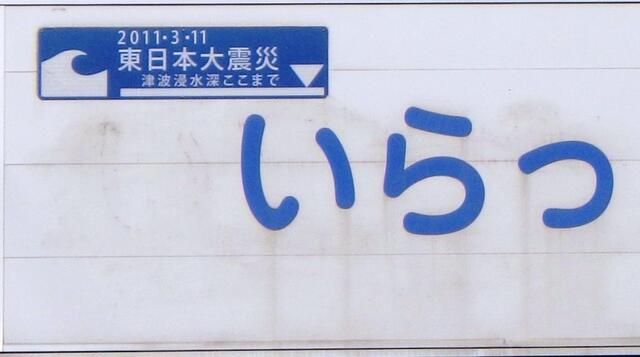 2011・3・11
東日本大震災
津波浸水深ここまで
いらっ